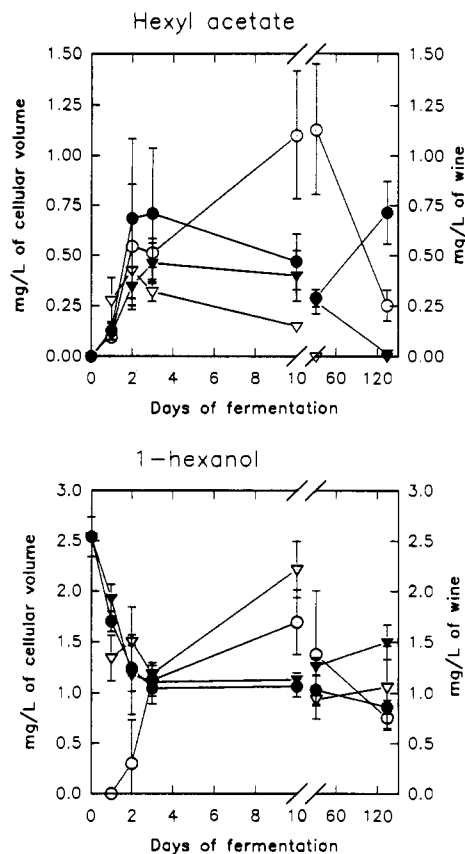 Hexyl acetate
1.50 1.50
1.25 1.25
1.00 1.00
0.75 0.75
0.50 0.50
0.25 0.25
0.00 0.00
mg/L of cellular volume
mg/L of wine
0 2 4 6 8 10 60 120
Days of fermentation
1-hexanol
3.0 3.0
2.5 2.5
2.0 2.0
1.5 1.5
1.0 1.0
0.5 0.5
0.0 0.0
mg/L of cellular volume
mg/L of wine
0 2 4 6 8 10 60 120
Days of fermentation